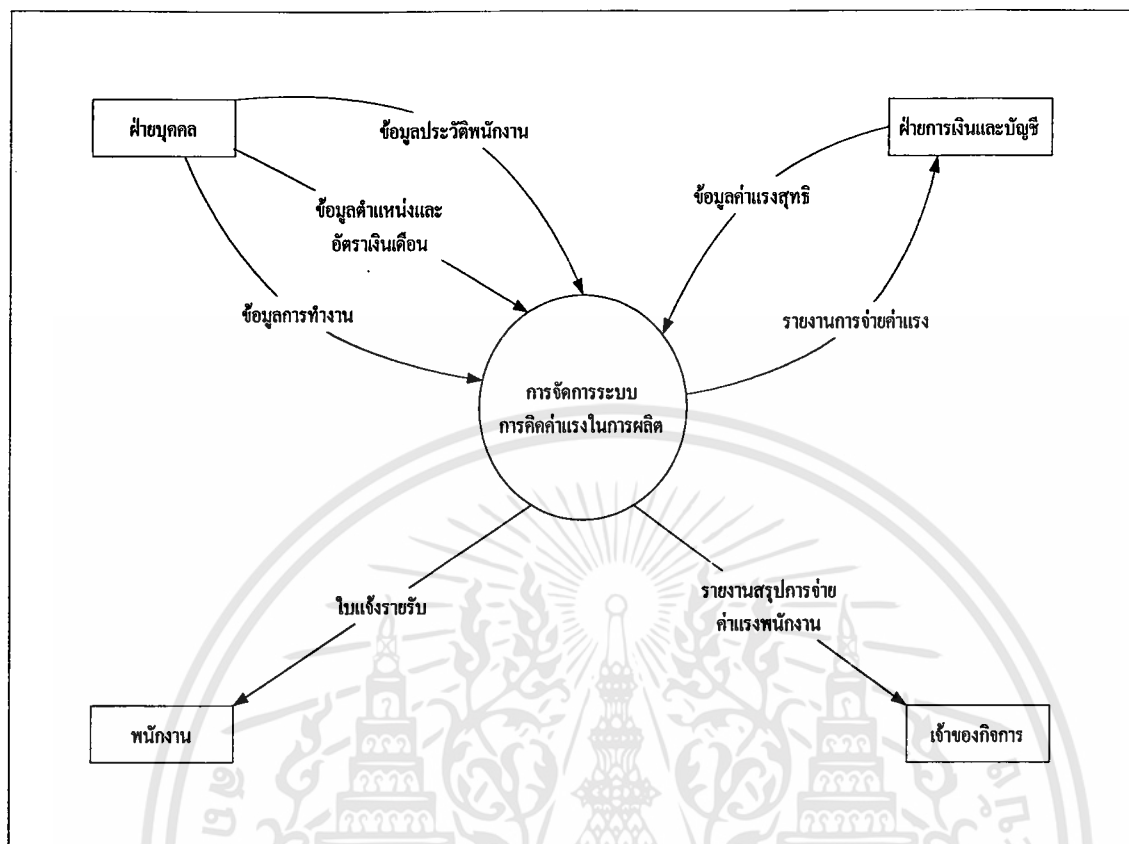 ฝ่ายบุคคล
ข้อมูลประวัติพนักงาน
ฝ่ายการเงินและบัญชี
ข้อมูลตำแหน่งและ
อัตราเงินเดือน
ข้อมูลค่าแรงสุทธิ
ข้อมูลการทำงาน
รายงานการจ่ายค่าแรง
การจัดการระบบ
การคิดค่าแรงในการผลิต
ใบแจ้งรายรับ
รายงานสรุปการจ่าย
ค่าแรงพนักงาน
พนักงาน
เจ้าของกิจการ